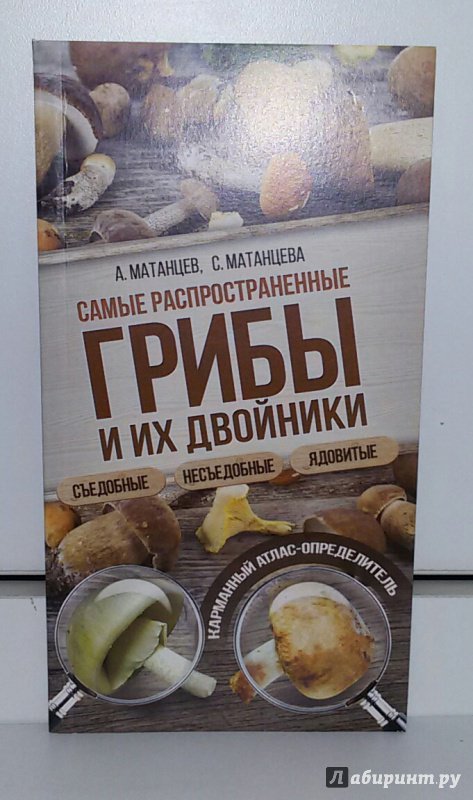 А. МАТАНЦЕВ, С. МАТАНЦЕВА
САМЫЕ РАСПРОСТРАНЕННЫЕ
ГРИБЫ
И ИХ ДВОЙНИКИ
СЪЕДОБНЫЕ НЕСЪЕДОБНЫЕ ЯДОВИТЫЕ
КАРМАННЫЙ АТЛАС-ОПРЕДЕЛИТЕЛЬ
Лабиринт.ру